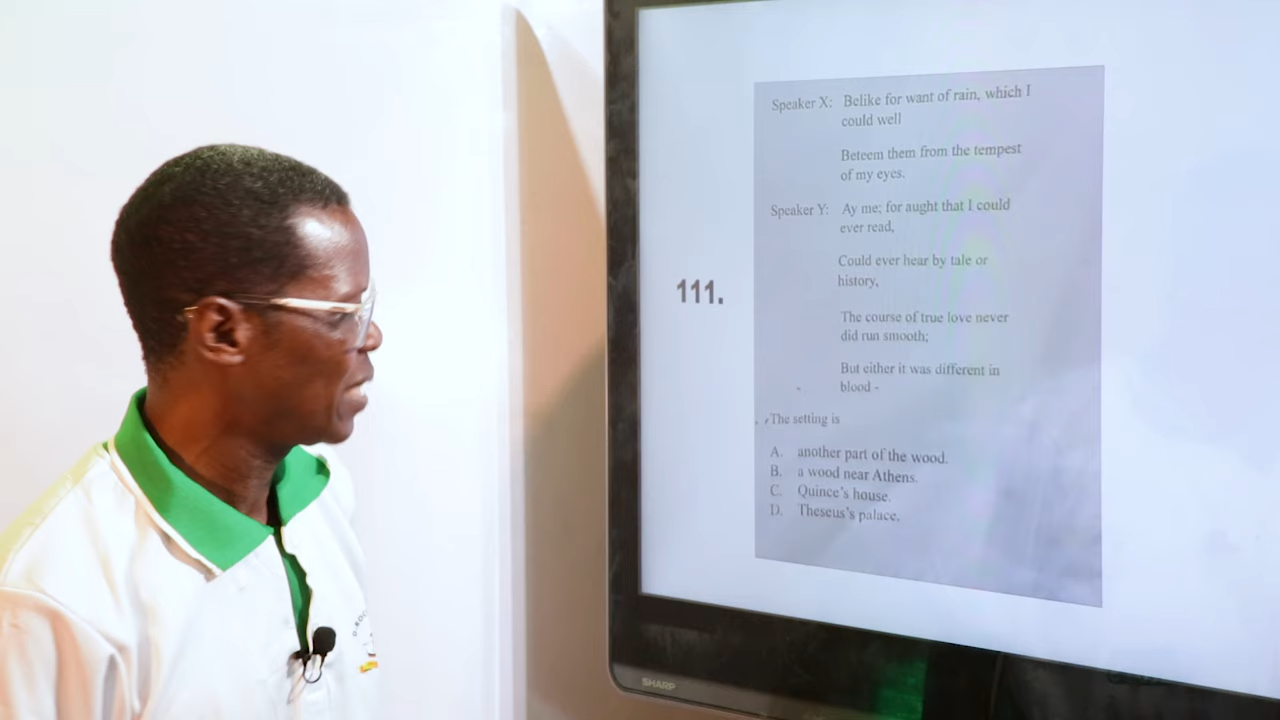 Speaker X: Belike for want of rain, which I
could well
Beteem them from the tempest
of my eyes.
Speaker Y: Ay me; for aught that I could
ever read,
Could ever hear by tale or
history,
111.
The course of true love never
did run smooth;
But either it was different in
blood -
The setting is
A. another part of the wood.
B. a wood near Athens.
C. Quince's house.
D. Theseus's palace.
SHARP